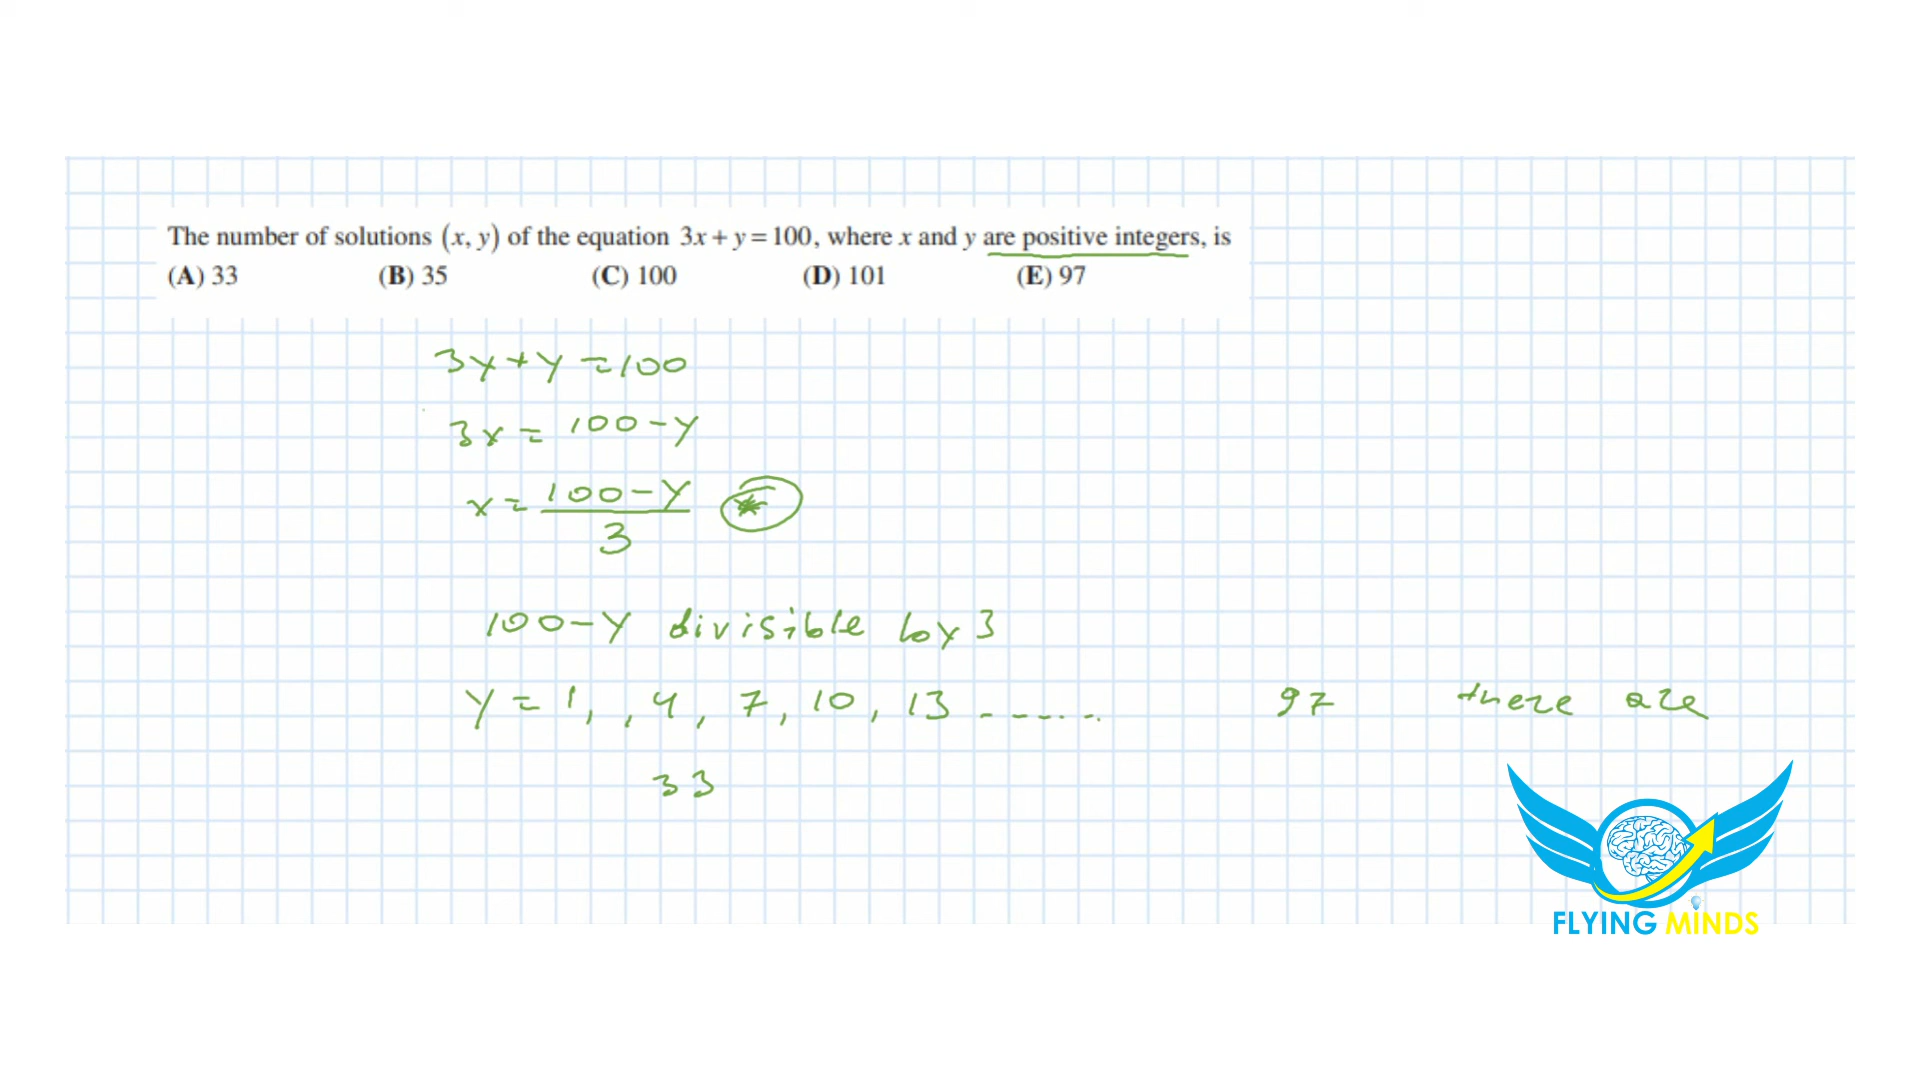 The number of solutions (x, y) of the equation 3x + y = 100, where x and y are positive integers, is
(A) 33 (B) 35 (C) 100 (D) 101 (E) 97
3x + y = 100
3x = 100 - y
x = 100 - y / 3 *
100 - y divisible by 3
y = 1, , 4, 7, 10, 13 ------ 97 there are
33
FLYING MINDS